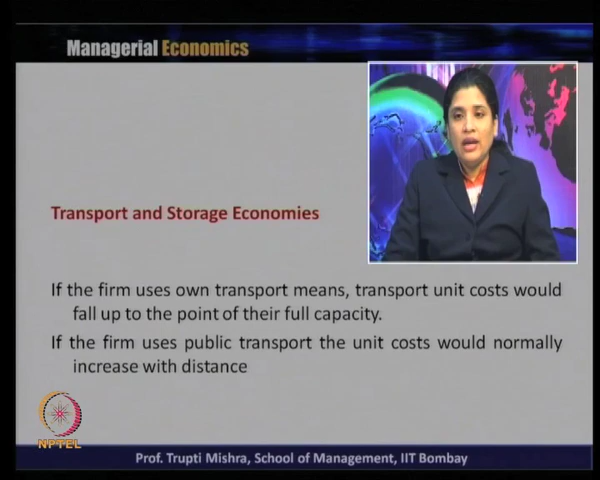 Managerial Economics
Transport and Storage Economies
If the firm uses own transport means, transport unit costs would
fall up to the point of their full capacity.
If the firm uses public transport the unit costs would normally
increase with distance
NPTEL
Prof. Trupti Mishra, School of Management, IIT Bombay